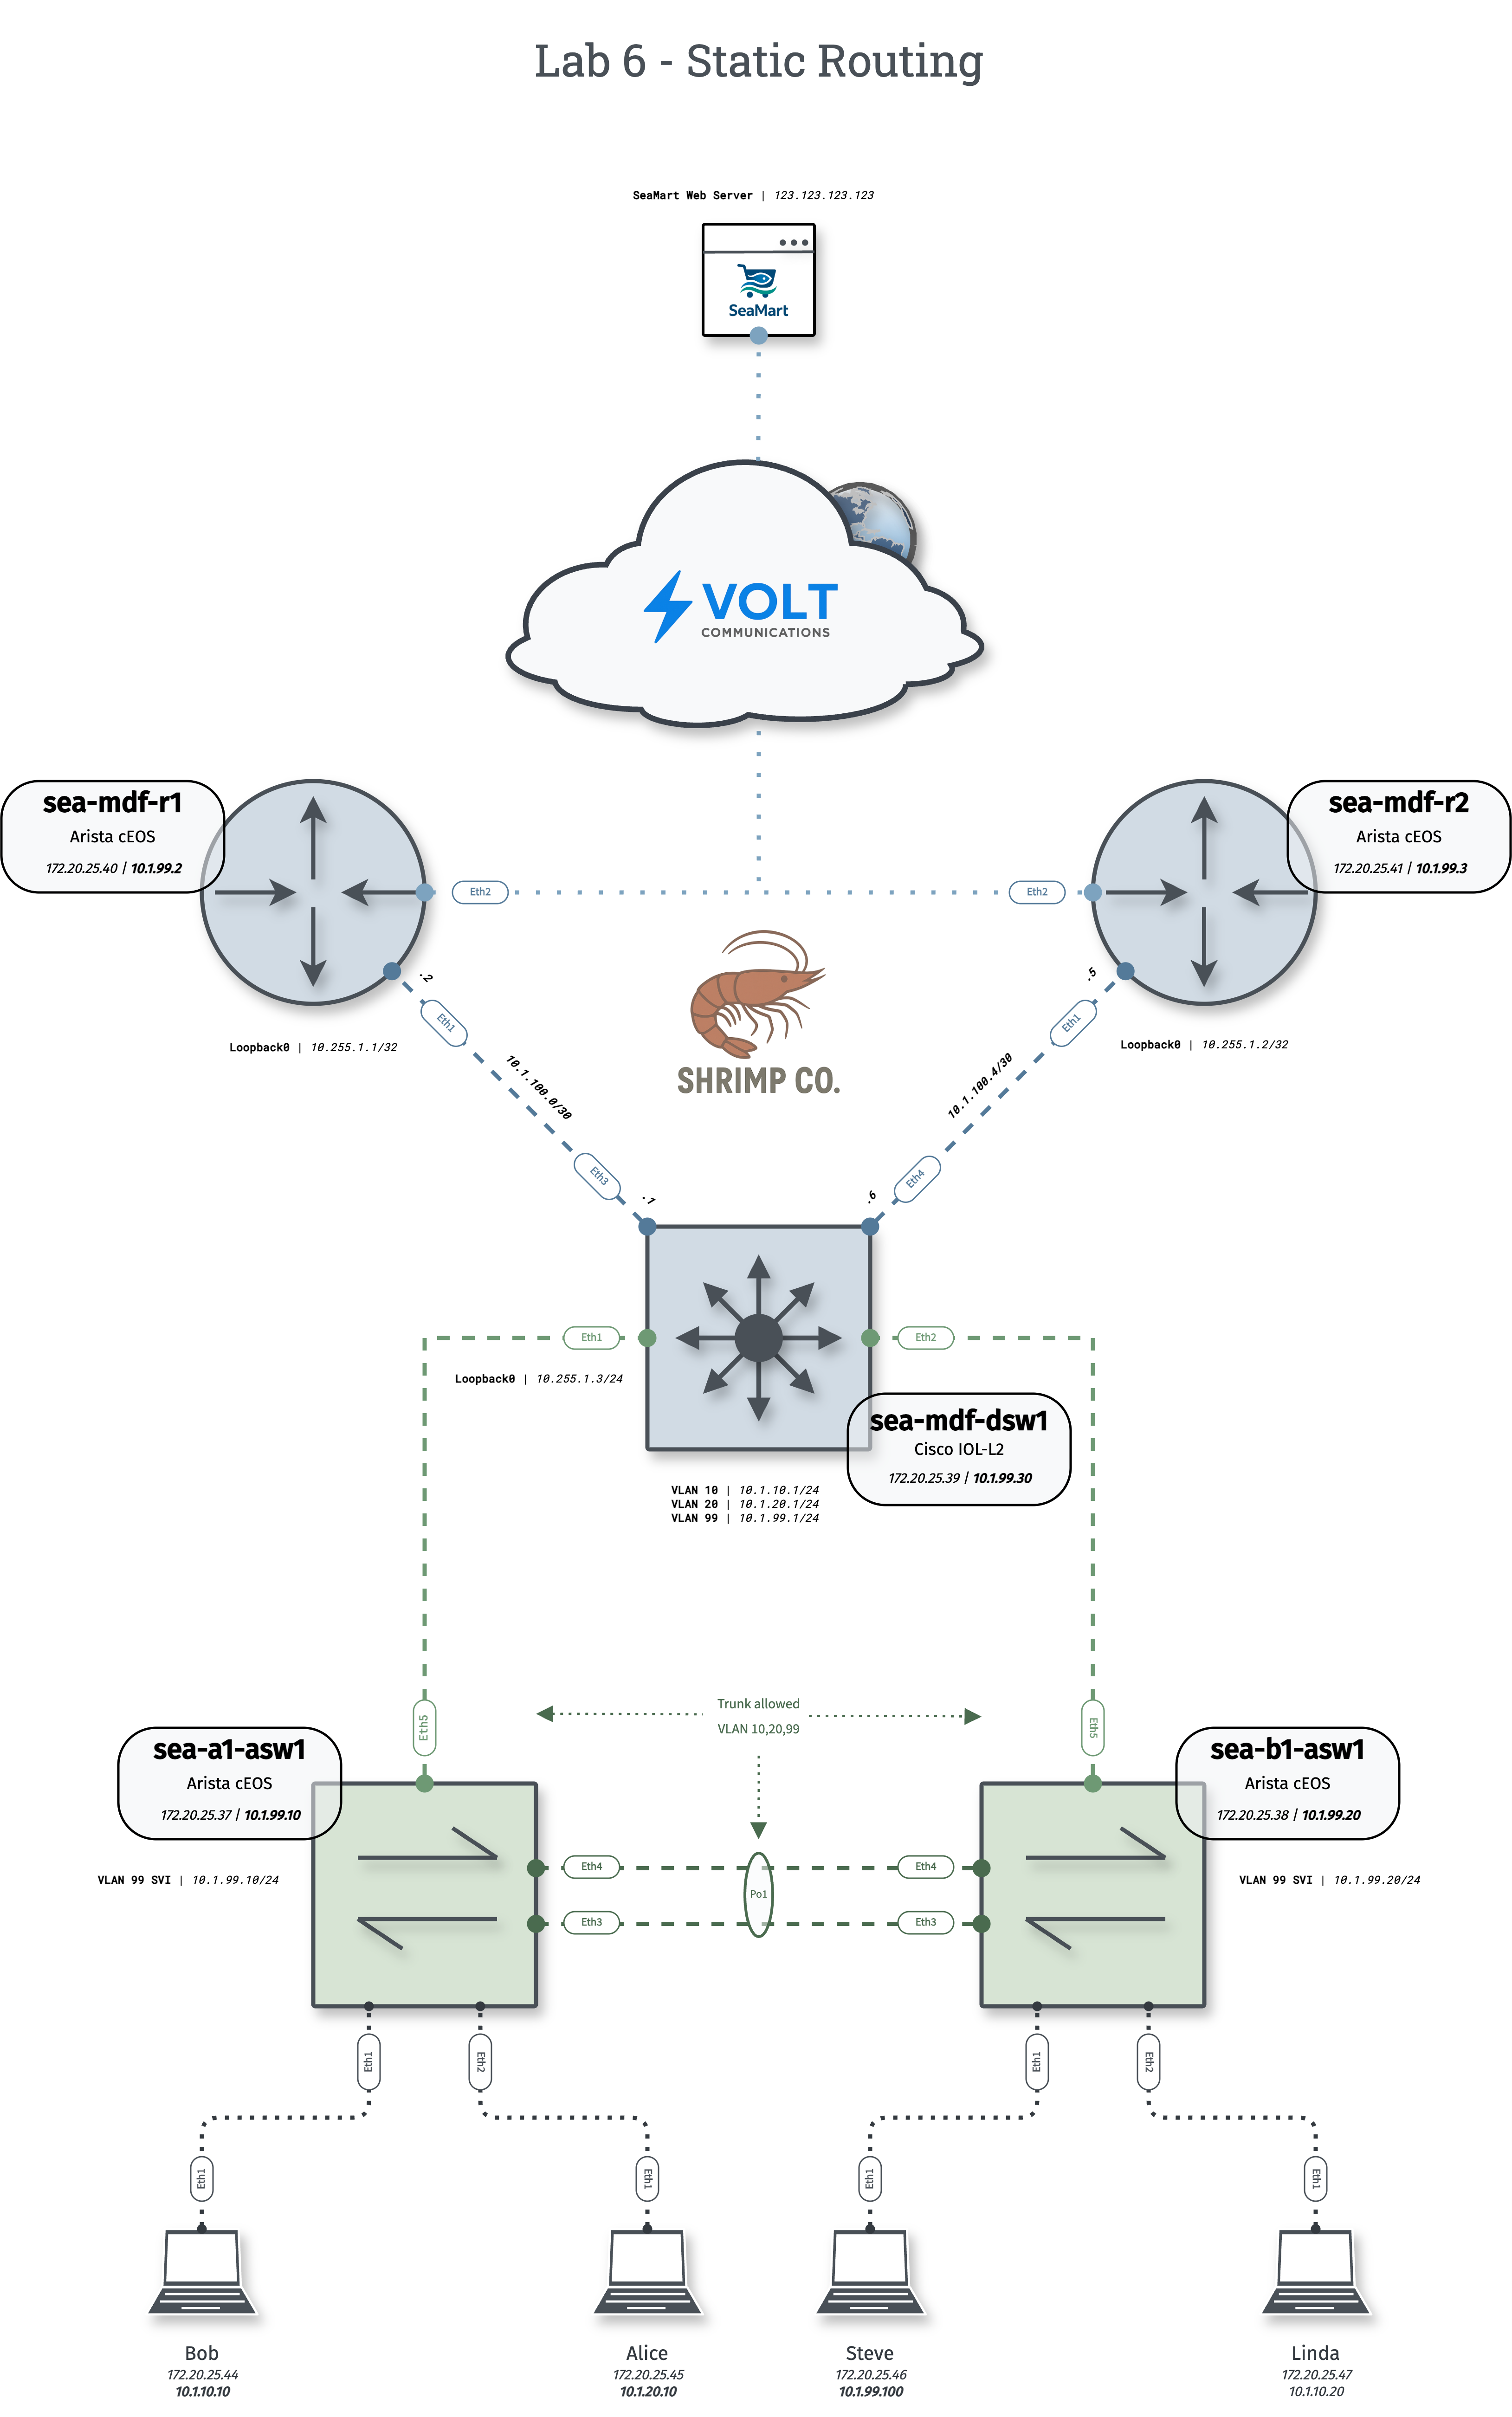 Lab 6 - Static Routing
SeaMart Web Server | 123.123.123.123
SeaMart
VOLT
COMMUNICATIONS
sea-mdf-r1
Arista cEOS
172.20.25.40 / 10.1.99.2
sea-mdf-r2
Arista cEOS
172.20.25.41 / 10.1.99.3
Eth2
Eth2
.2
.5
Eth1
Eth1
Loopback0 | 10.255.1.1/32
Loopback0 | 10.255.1.2/32
10.1.100.0/30
10.1.100.4/30
SHRIMP CO.
Eth3
Eth4
.1
.6
Eth1
Eth2
Loopback0 | 10.255.1.3/24
sea-mdf-dsw1
Cisco IOL-L2
172.20.25.39 / 10.1.99.30
VLAN 10 | 10.1.10.1/24
VLAN 20 | 10.1.20.1/24
VLAN 99 | 10.1.99.1/24
Eth5
Trunk allowed
VLAN 10,20,99
Eth5
sea-a1-asw1
Arista cEOS
172.20.25.37 / 10.1.99.10
sea-b1-asw1
Arista cEOS
172.20.25.38 / 10.1.99.20
VLAN 99 SVI | 10.1.99.10/24
VLAN 99 SVI | 10.1.99.20/24
Eth4
Eth4
Po1
Eth3
Eth3
Eth1
Eth2
Eth1
Eth2
Eth1
Eth1
Eth1
Eth1
Bob
172.20.25.44
10.1.10.10
Alice
172.20.25.45
10.1.20.10
Steve
172.20.25.46
10.1.99.100
Linda
172.20.25.47
10.1.10.20